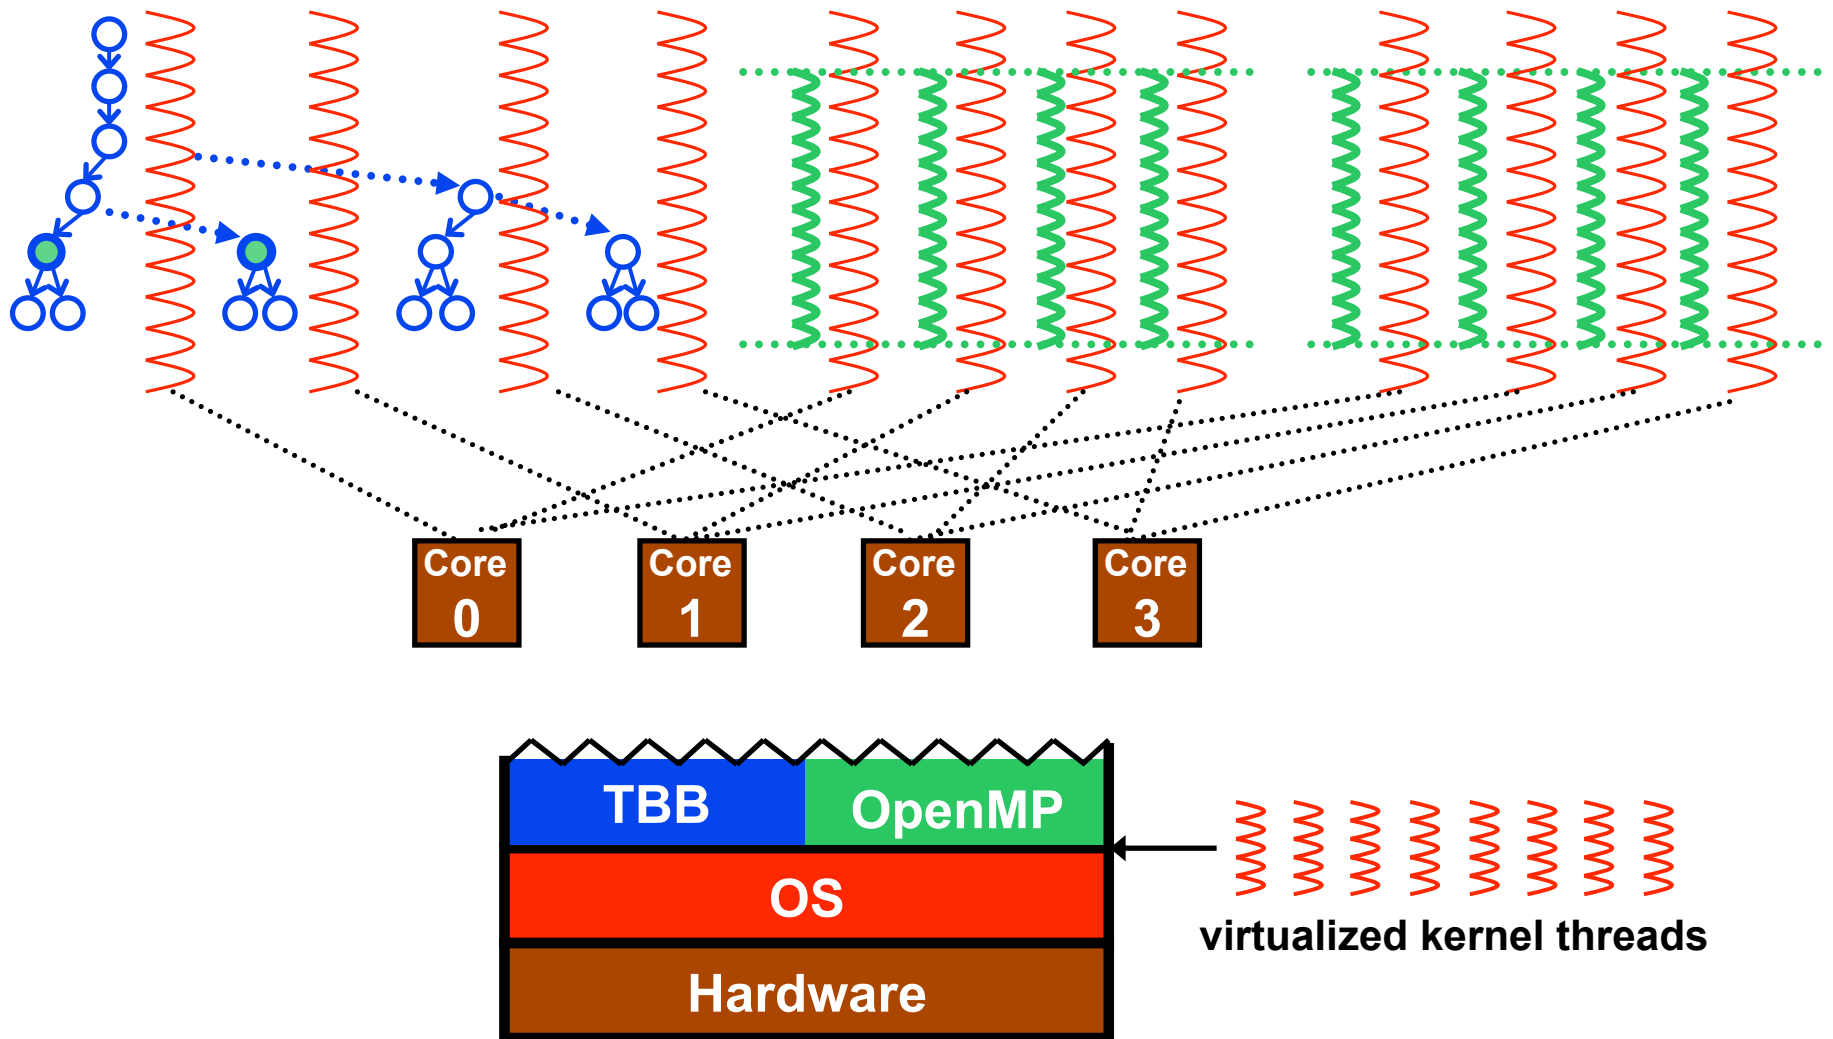 Core
0
Core
1
Core
2
Core
3
TBB
OpenMP
OS
virtualized kernel threads
Hardware